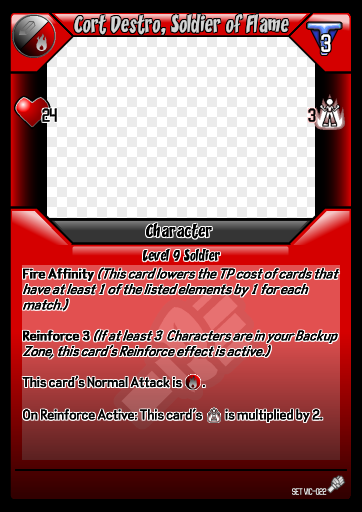 Cort Destro, Soldier of Flame
3
24
3
Character
Level 9 Soldier
Fire Affinity (This card lowers the TP cost of cards that
have at least 1 of the listed elements by 1 for each
match.)
Reinforce 3 (If at least 3 Characters are in your Backup
Zone, this card's Reinforce effect is active.)
This card's Normal Attack is .
On Reinforce Active: This card's is multiplied by 2.
SET VIC-022